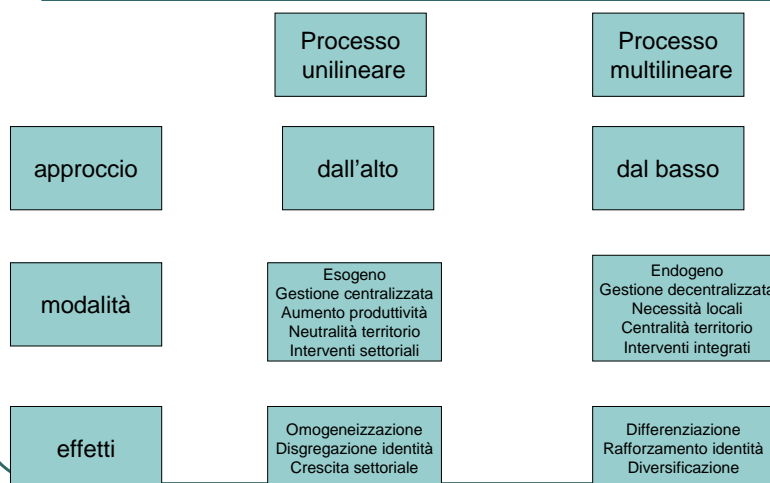 Processo
unilineare
Processo
multilineare
approccio
dall'alto
dal basso
modalità
Esogeno
Gestione centralizzata
Aumento produttività
Neutralità territorio
Interventi settoriali
Endogeno
Gestione decentralizzata
Necessità locali
Centralità territorio
Interventi integrati
effetti
Omogeneizzazione
Disgregazione identità
Crescita settoriale
Differenziazione
Rafforzamento identità
Diversificazione